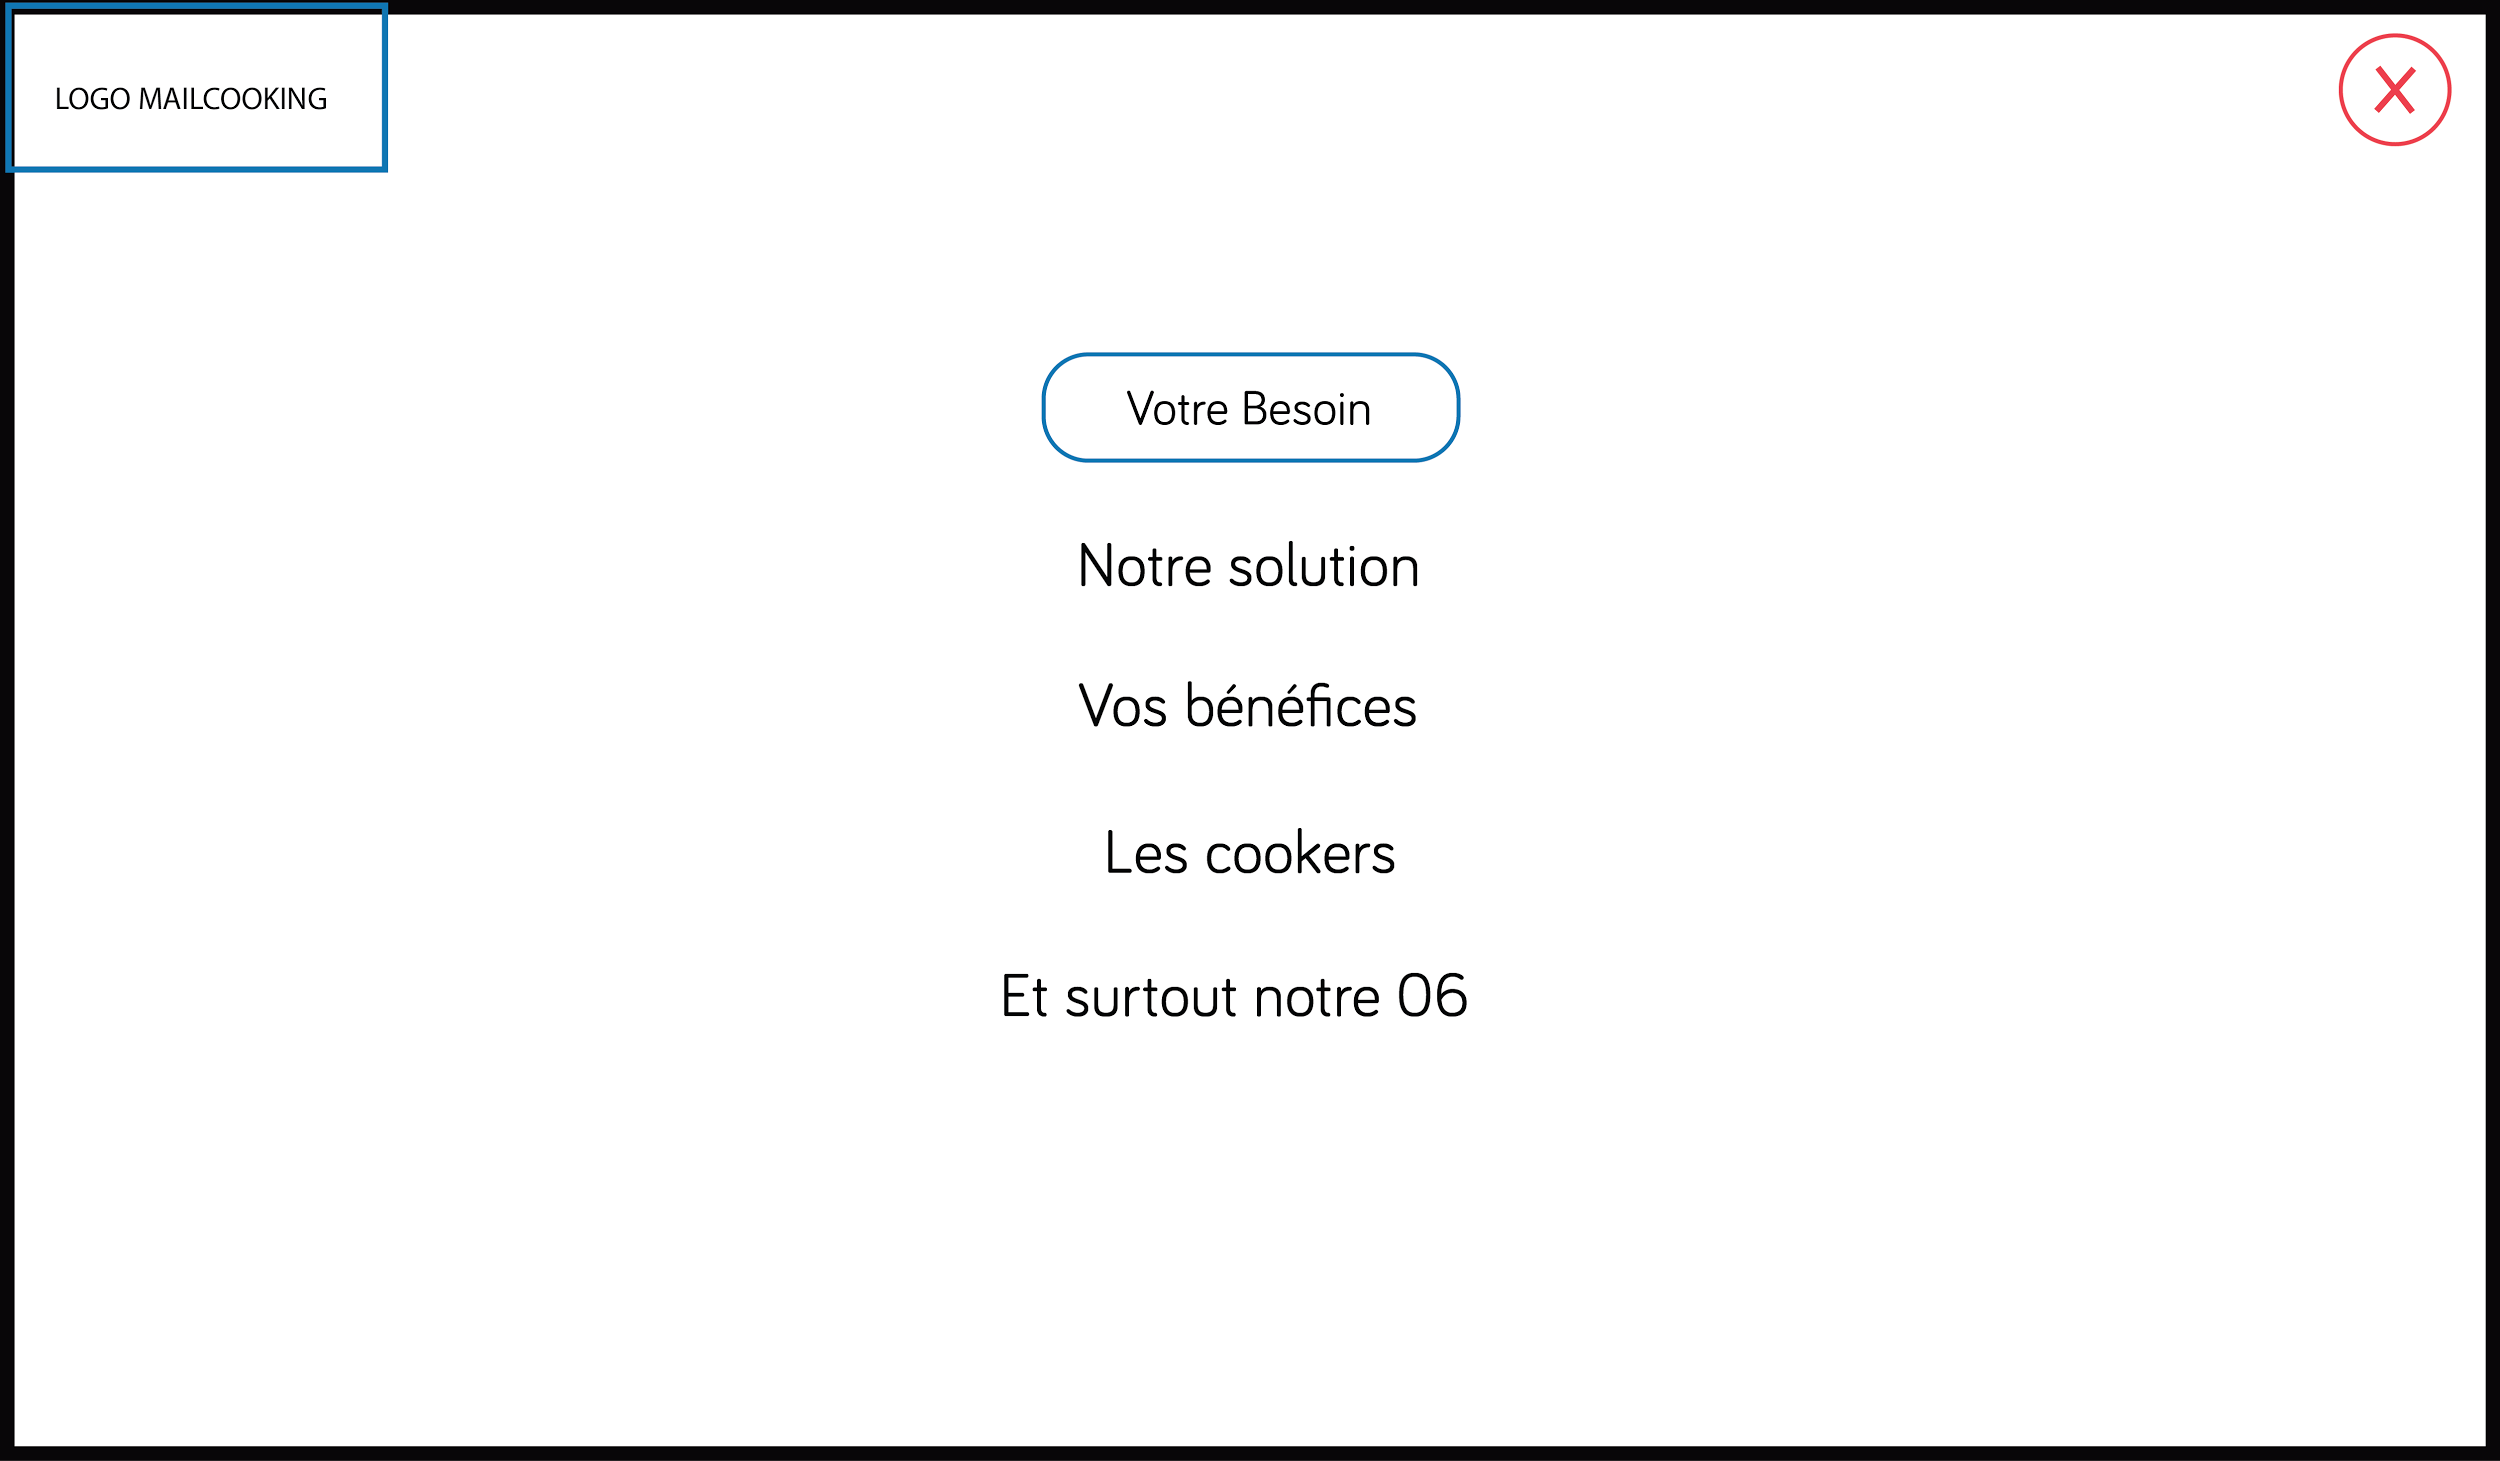 LOGO MAILCOOKING
Votre Besoin
Notre solution
Vos bénéfices
Les cookers
Et surtout notre 06